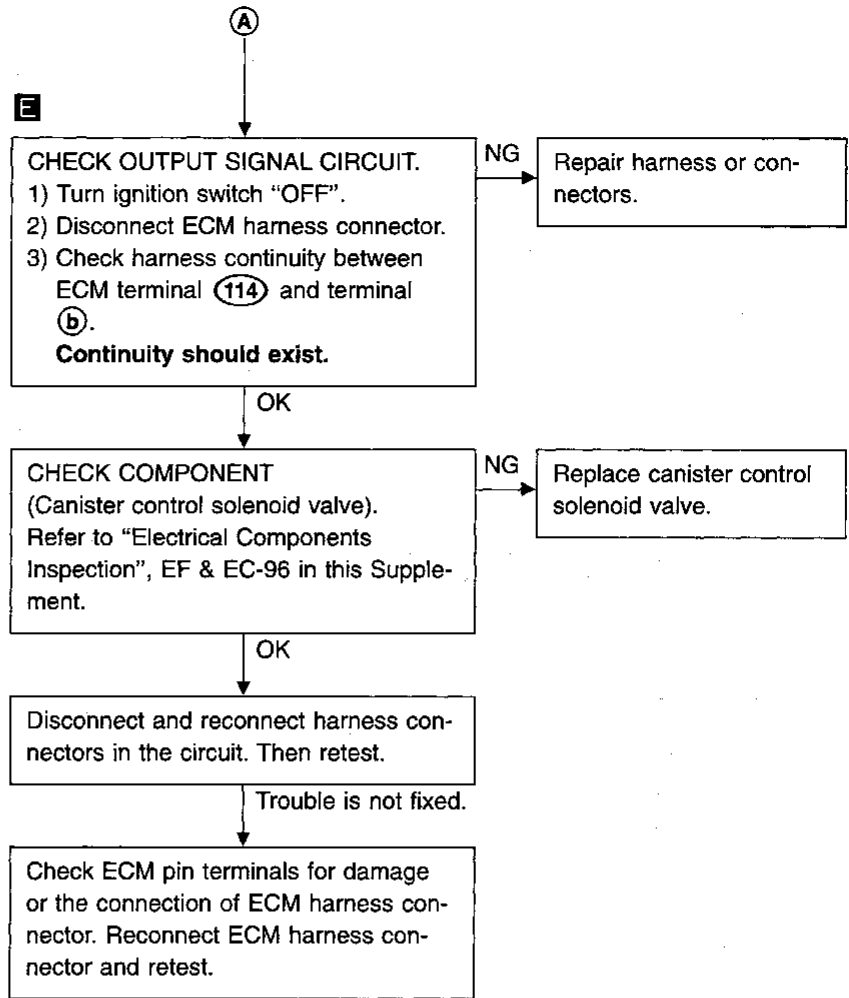 A
E
CHECK OUTPUT SIGNAL CIRCUIT.
1) Turn ignition switch “OFF”.
2) Disconnect ECM harness connector.
3) Check harness continuity between
ECM terminal 114 and terminal
b.
Continuity should exist.
NG
Repair harness or con-
nectors.
OK
CHECK COMPONENT
(Canister control solenoid valve).
Refer to “Electrical Components
Inspection”, EF & EC-96 in this Supple-
ment.
NG
Replace canister control
solenoid valve.
OK
Disconnect and reconnect harness con-
nectors in the circuit. Then retest.
Trouble is not fixed.
Check ECM pin terminals for damage
or the connection of ECM harness con-
nector. Reconnect ECM harness con-
nector and retest.